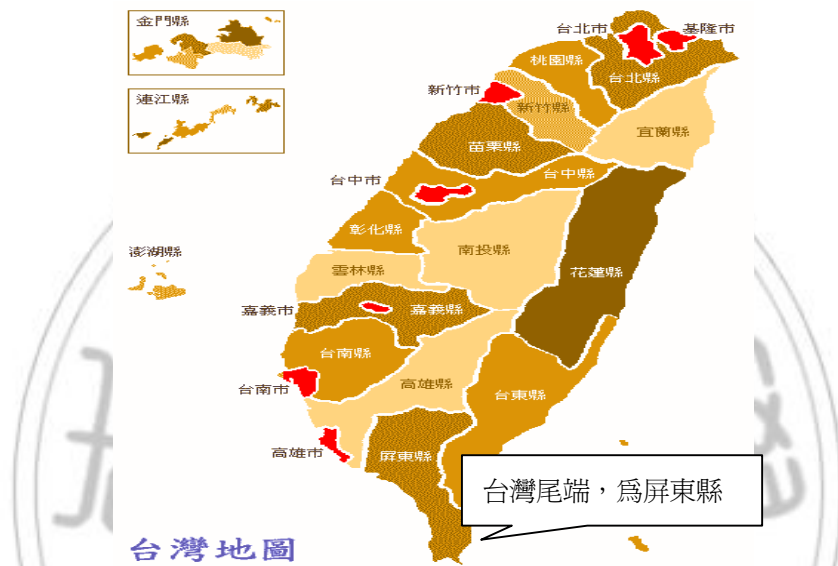 金門縣
台北市
基隆市
桃園縣
台北縣
連江縣
新竹市
新竹縣
宜蘭縣
苗栗縣
台中市
台中縣
彰化縣
南投縣
澎湖縣
雲林縣
花蓮縣
嘉義市
嘉義縣
台南縣
台南市
高雄縣
台東縣
高雄市
屏東縣
台灣尾端，爲屏東縣
台灣地圖